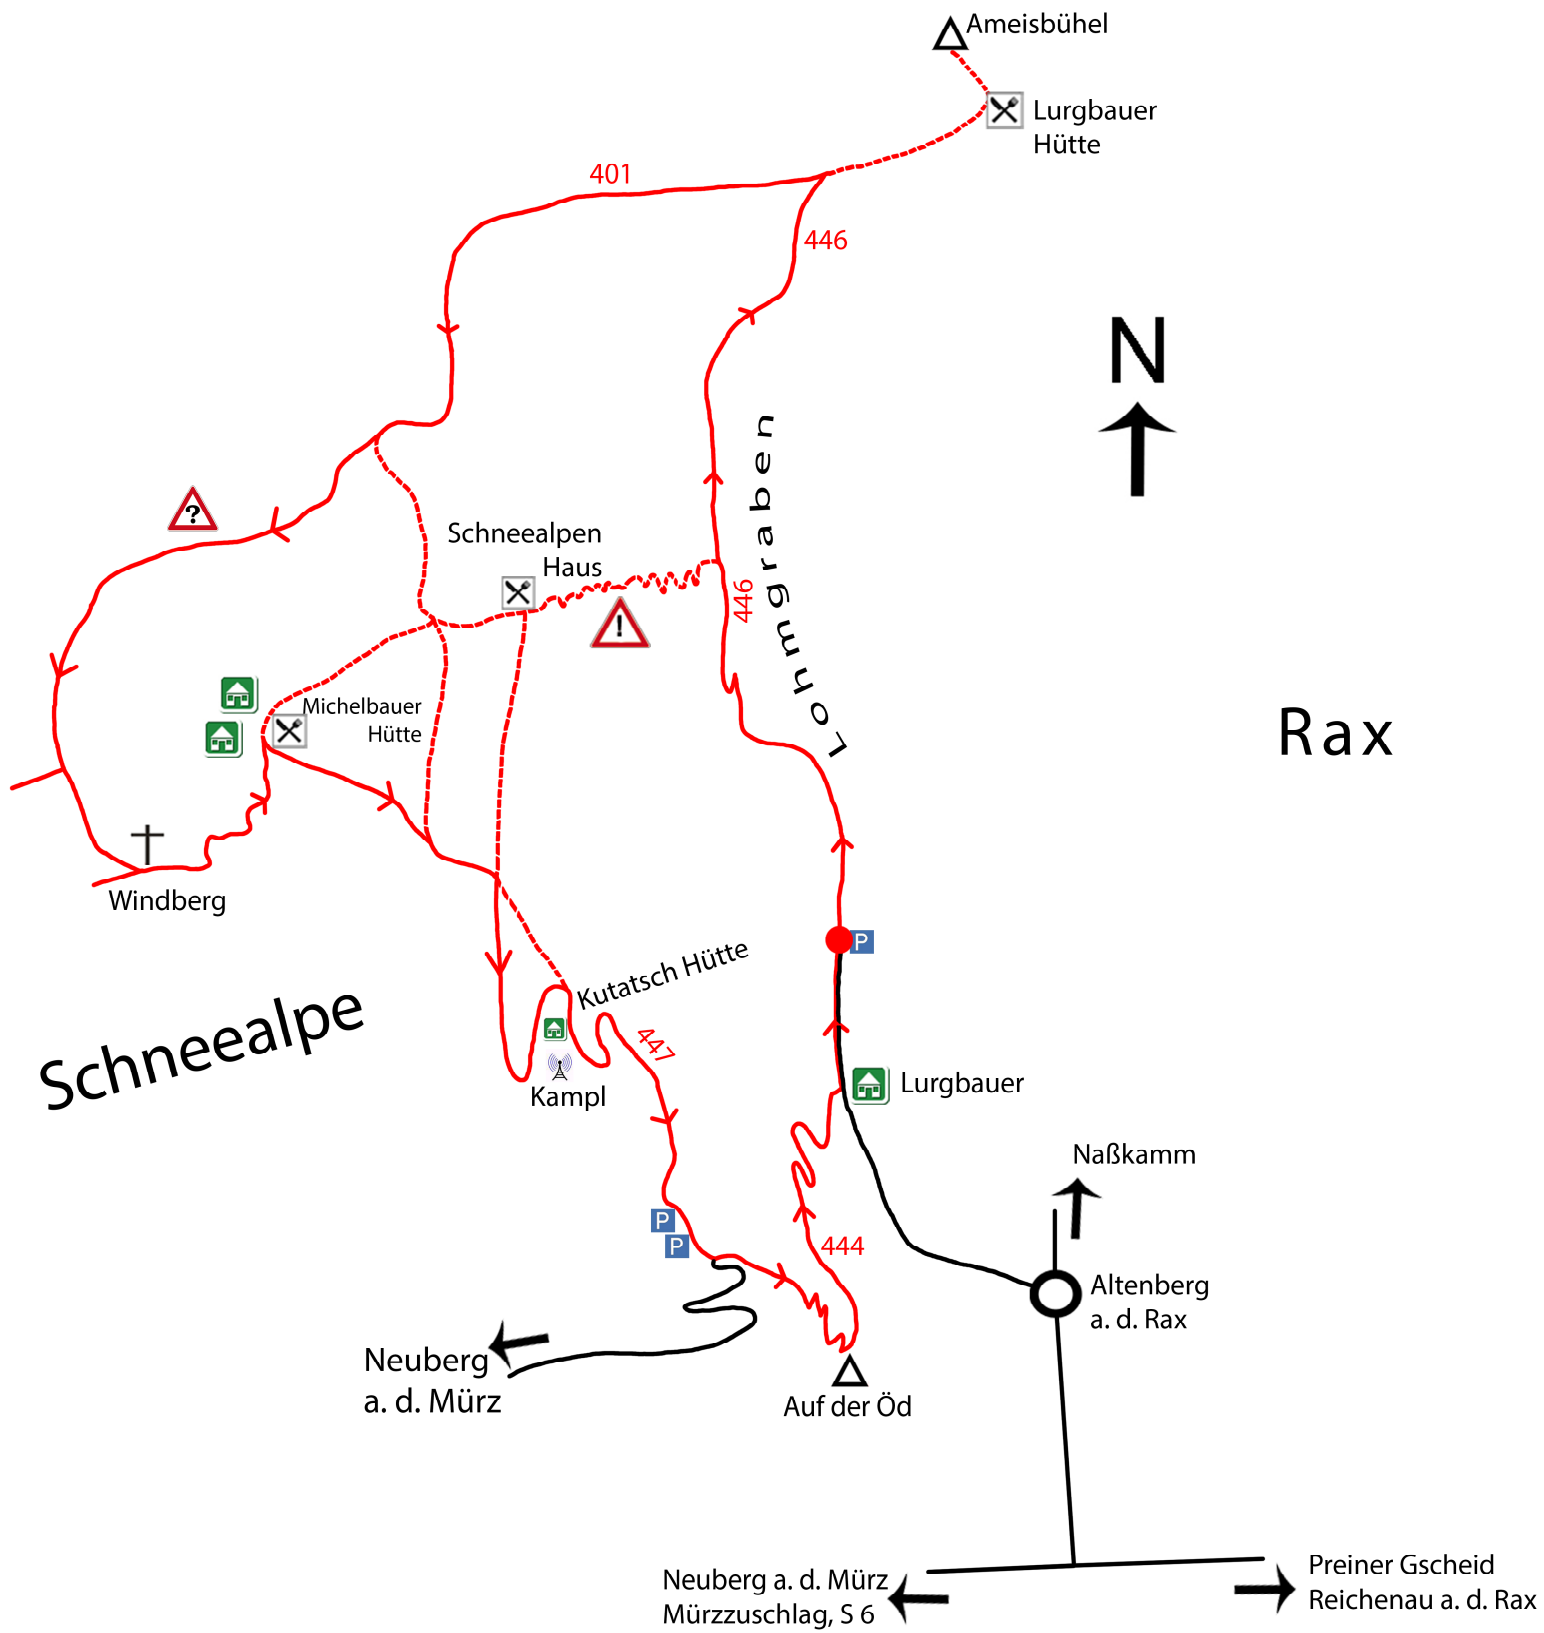 Ameisbühel
Lurgbauer
Hütte
401
446
N
Lohmgraben
?
Schneealpen
Haus
446
!
Michelbauer
Hütte
Rax
Windberg
P
Kutatsch Hütte
Schneealpe
447
Kampl
Lurgbauer
Naßkamm
P
P
444
Altenberg
a. d. Rax
Neuberg
a. d. Mürz
Auf der Öd
Neuberg a. d. Mürz
Mürzzuschlag, S 6
Preiner Gscheid
Reichenau a. d. Rax